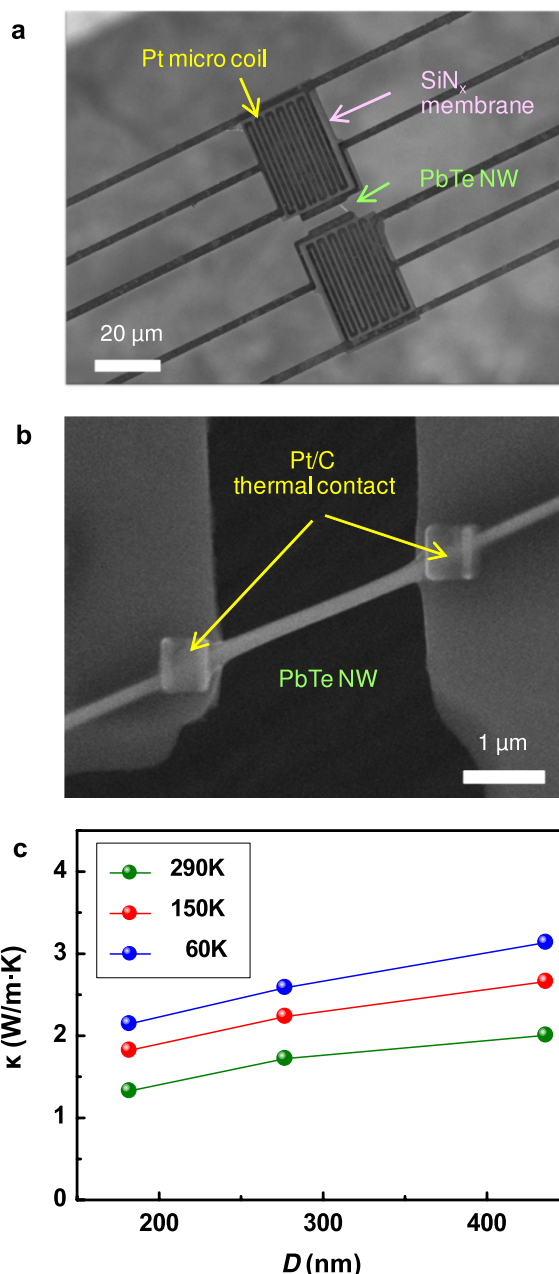 a
Pt micro coil
SiNₓ
membrane
PbTe NW
20 µm
b
Pt/C
thermal contact
PbTe NW
1 µm
c
4
3
2
1
0
κ (W/m·K)
290K
150K
60K
200
300
400
D (nm)